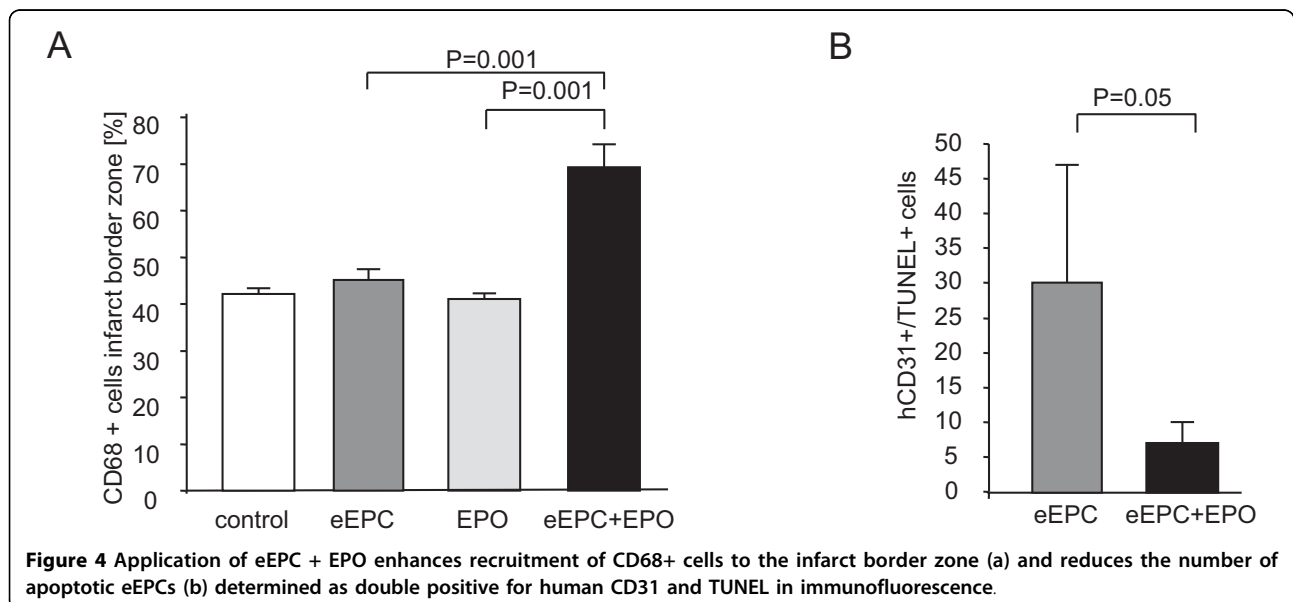 A
B
P=0.001
P=0.001
P=0.05
CD68 + cells infarct border zone [%]
80
70
60
50
40
30
20
10
0
control eEPC EPO eEPC+EPO
hCD31+/TUNEL+ cells
50
45
40
35
30
25
20
15
10
5
0
eEPC eEPC+EPO
Figure 4 Application of eEPC + EPO enhances recruitment of CD68+ cells to the infarct border zone (a) and reduces the number of
apoptotic eEPCs (b) determined as double positive for human CD31 and TUNEL in immunofluorescence.